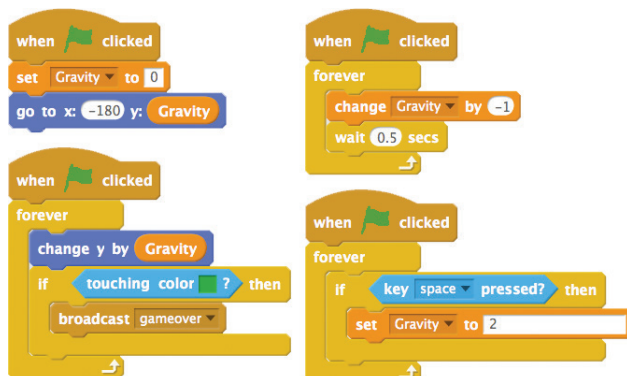 when clicked
set Gravity to 0
go to x: -180 y: Gravity
when clicked
forever
change y by Gravity
if touching color ? then
broadcast gameover
when clicked
forever
change Gravity by -1
wait 0.5 secs
when clicked
forever
if key space pressed? then
set Gravity to 2